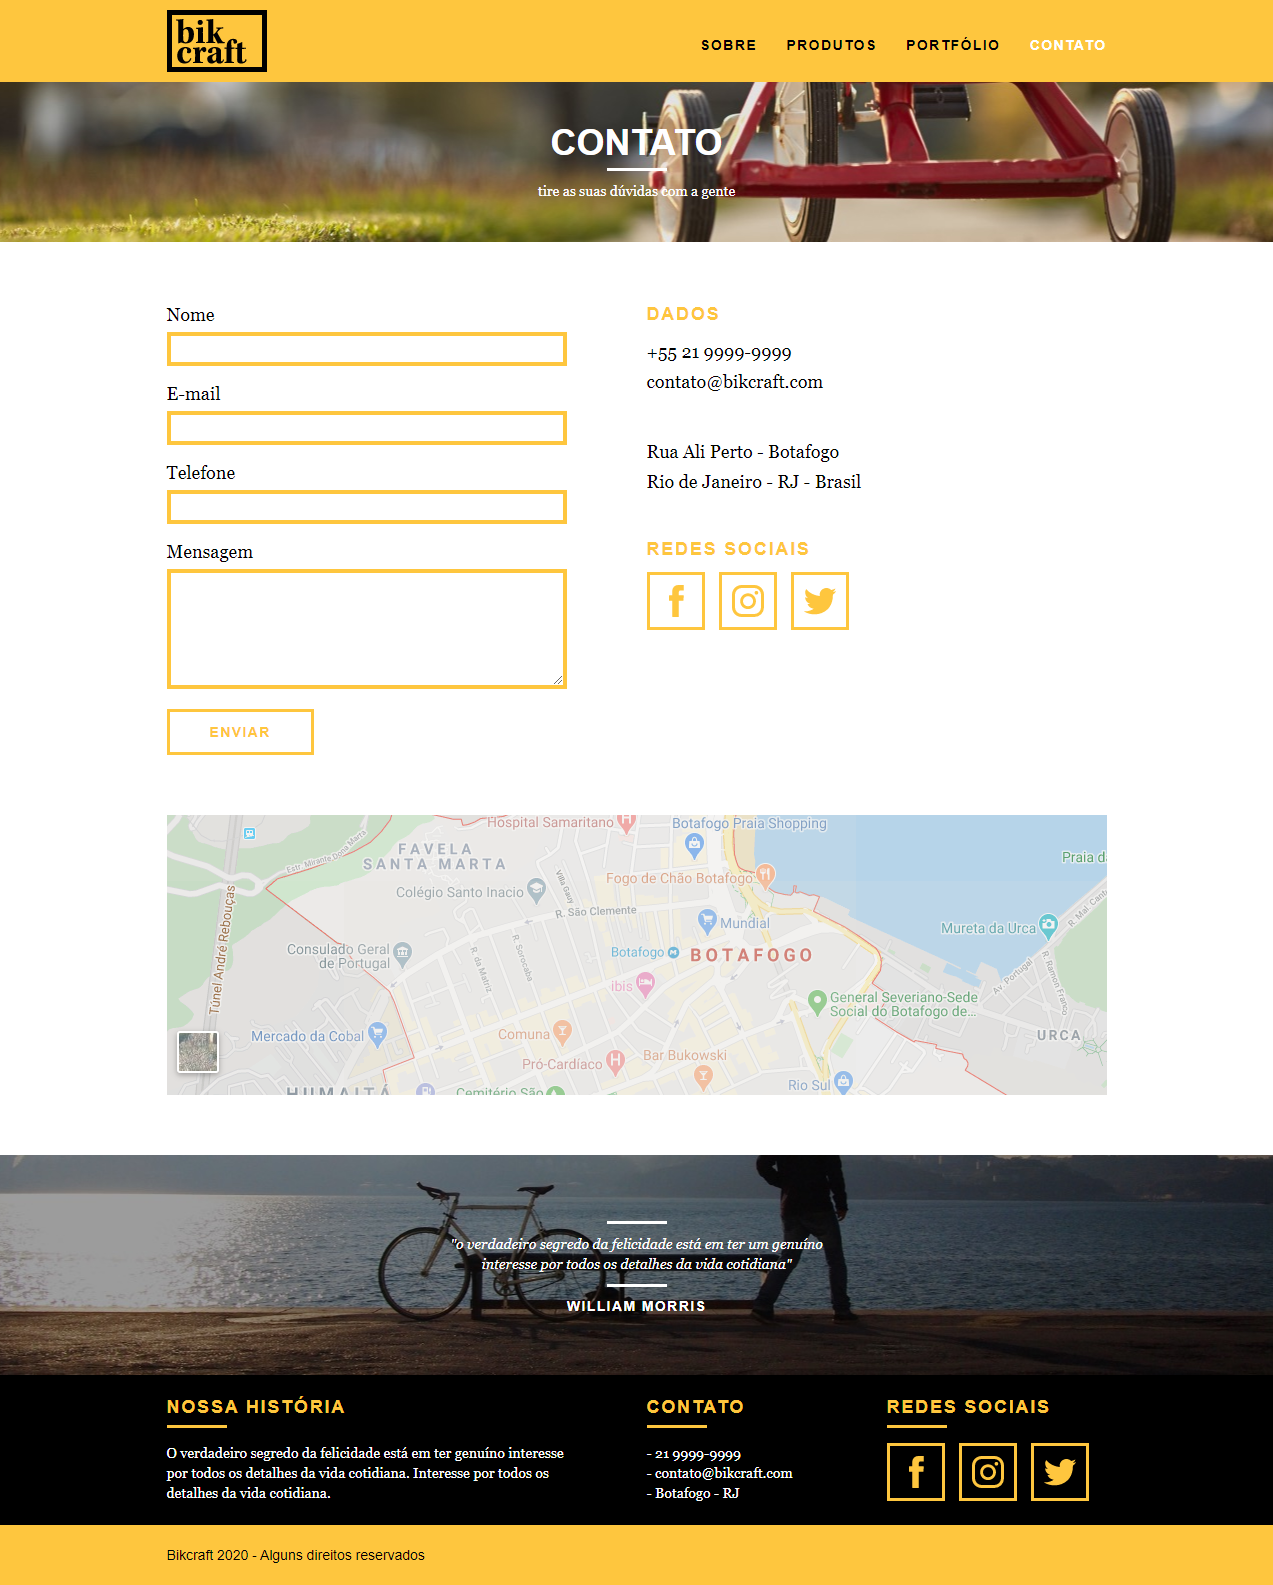 bik
craft
SOBRE PRODUTOS PORTFÓLIO CONTATO
CONTATO
tire as suas dúvidas com a gente
Nome
E-mail
Telefone
Mensagem
ENVIAR
DADOS
+55 21 9999-9999
contato@bikcraft.com
Rua Ali Perto - Botafogo
Rio de Janeiro - RJ - Brasil
REDES SOCIAIS
Hospital Samaritano
Botafogo Praia Shopping
Estr. Mirante Dona Marta
FAVELA
SANTA MARTA
Praia da
Colégio Santo Inacio
Villa Gauy
Fogo de Chão Botafogo
R. São Clemente
Túnel André Rebouças
R. Mal. Cant
Mundial
Mureta da Urca
Consulado Geral
de Portugal
R. da Matriz
R. Sorocaba
Botafogo
BOTAFOGO
Av. Portugal
R. Ramon Franco
ibis
General Severiano-Sede
Social do Botafogo de...
Mercado da Cobal
Comuna
URCA
Pró-Cardíaco
Bar Bukowski
Rio Sul
HUMAITÁ
Cemitério São
"o verdadeiro segredo da felicidade está em ter um genuíno
interesse por todos os detalhes da vida cotidiana"
WILLIAM MORRIS
NOSSA HISTÓRIA
O verdadeiro segredo da felicidade está em ter genuíno interesse
por todos os detalhes da vida cotidiana. Interesse por todos os
detalhes da vida cotidiana.
CONTATO
- 21 9999-9999
- contato@bikcraft.com
- Botafogo - RJ
REDES SOCIAIS
Bikcraft 2020 - Alguns direitos reservados